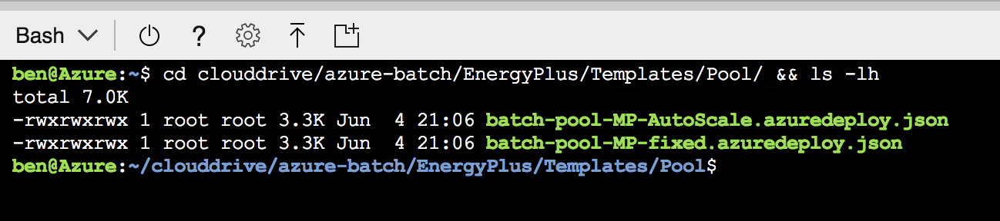 Bash
?
ben@Azure:~$ cd clouddrive/azure-batch/EnergyPlus/Templates/Pool/ && ls -lh
total 7.0K
-rwxrwxrwx 1 root root 3.3K Jun  4 21:06 batch-pool-MP-AutoScale.azuredeploy.json
-rwxrwxrwx 1 root root 3.3K Jun  4 21:06 batch-pool-MP-fixed.azuredeploy.json
ben@Azure:~/clouddrive/azure-batch/EnergyPlus/Templates/Pool$